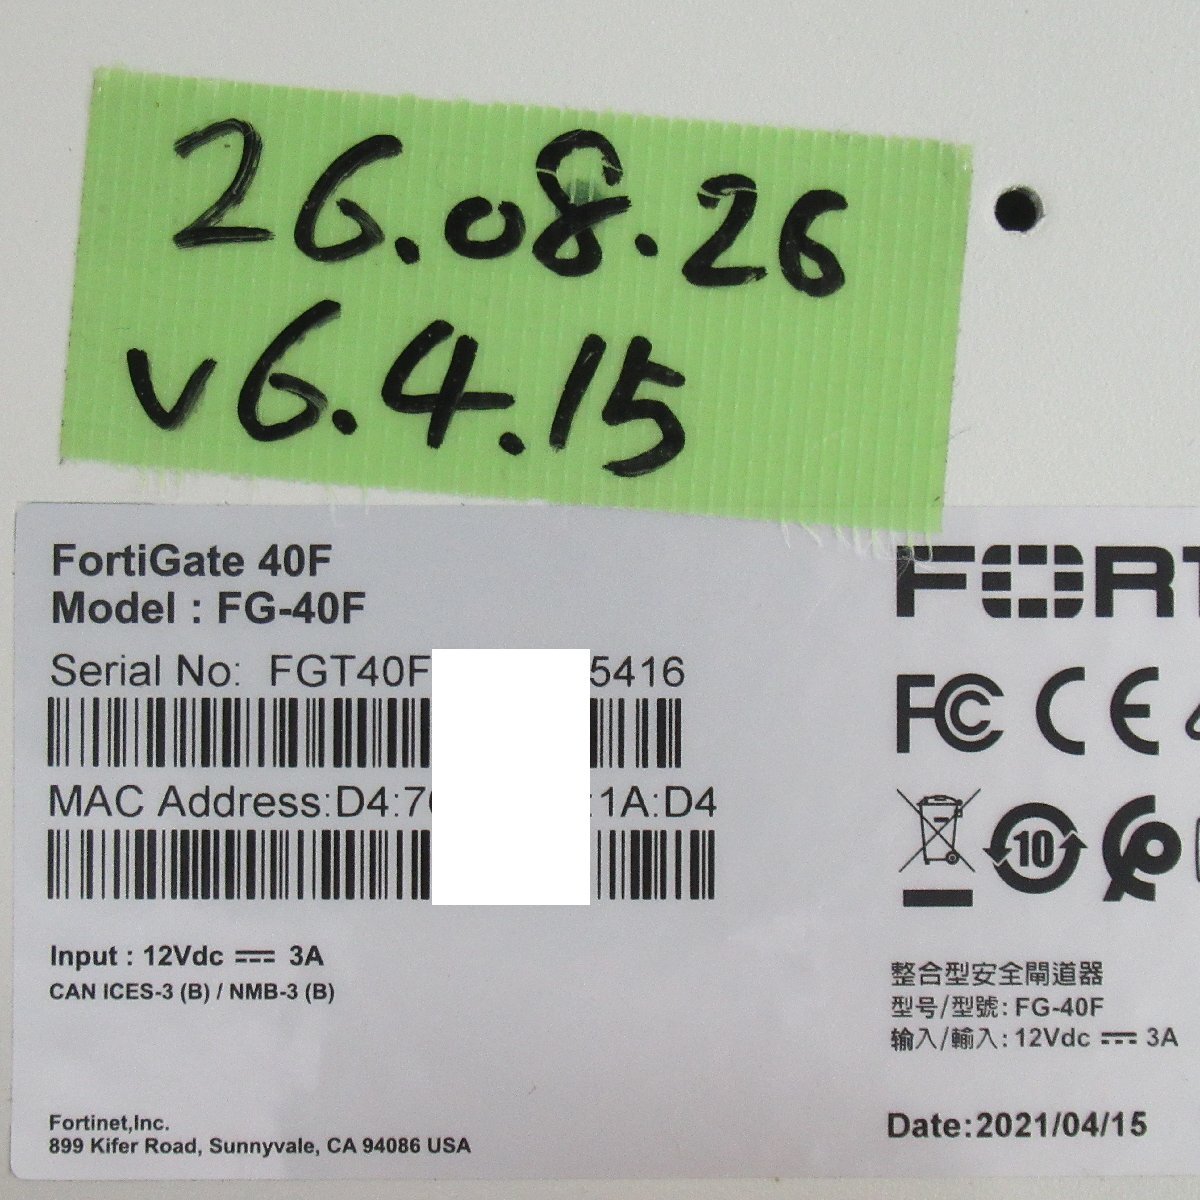 26.08.26
v6.4.15
FortiGate 40F
Model : FG-40F
FORT
Serial No: FGT40F 5416
FC CE
MAC Address:D4:7 :1A:D4
10
Input : 12Vdc 3A
CAN ICES-3 (B) / NMB-3 (B)
整合型安全閘道器
型号/型號: FG-40F
输入/輸入: 12Vdc 3A
Fortinet,Inc.
899 Kifer Road, Sunnyvale, CA 94086 USA
Date:2021/04/15